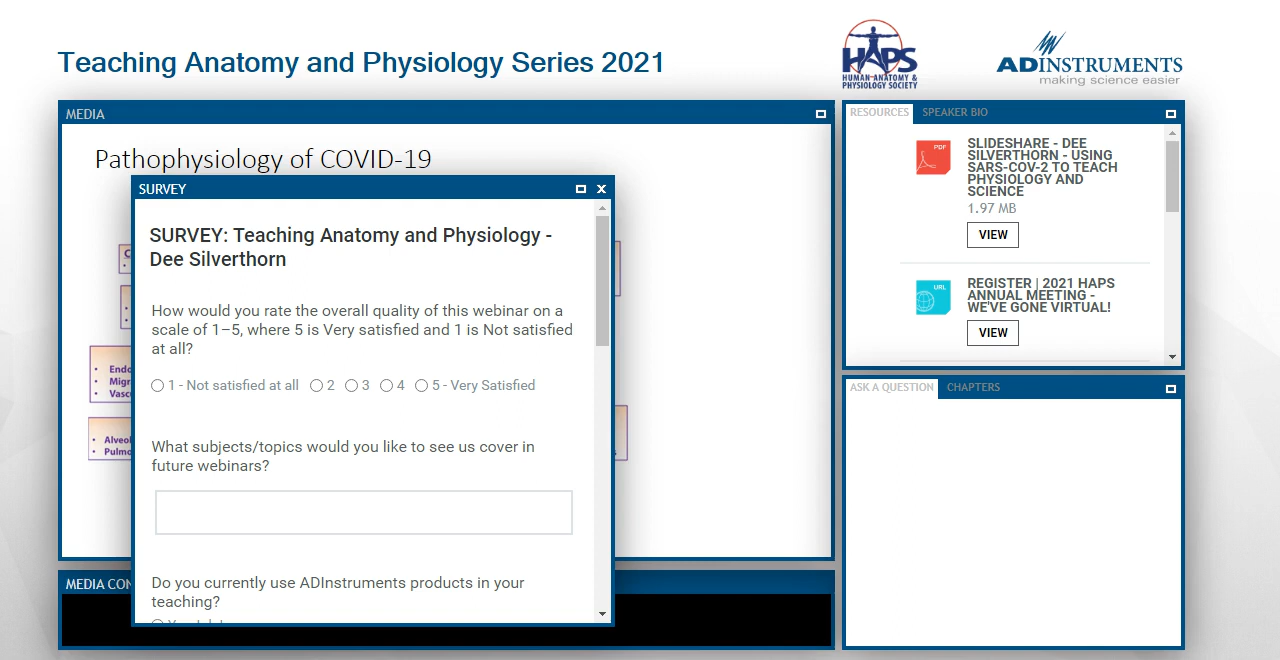 Teaching Anatomy and Physiology Series 2021
HAPS
HUMAN ANATOMY &
PHYSIOLOGY SOCIETY
ADINSTRUMENTS
making science easier
MEDIA
Pathophysiology of COVID-19
• Endo
• Migr
• Vascu
• Alveol
• Pulmo
SURVEY
SURVEY: Teaching Anatomy and Physiology -
Dee Silverthorn
How would you rate the overall quality of this webinar on a
scale of 1–5, where 5 is Very satisfied and 1 is Not satisfied
at all?
1 - Not satisfied at all 2 3 4 5 - Very Satisfied
What subjects/topics would you like to see us cover in
future webinars?
Do you currently use ADInstruments products in your
teaching?
MEDIA CON
RESOURCES SPEAKER BIO
PDF
SLIDESHARE - DEE
SILVERTHORN - USING
SARS-COV-2 TO TEACH
PHYSIOLOGY AND
SCIENCE
1.97 MB
VIEW
URL
REGISTER | 2021 HAPS
ANNUAL MEETING -
WE'VE GONE VIRTUAL!
VIEW
ASK A QUESTION CHAPTERS